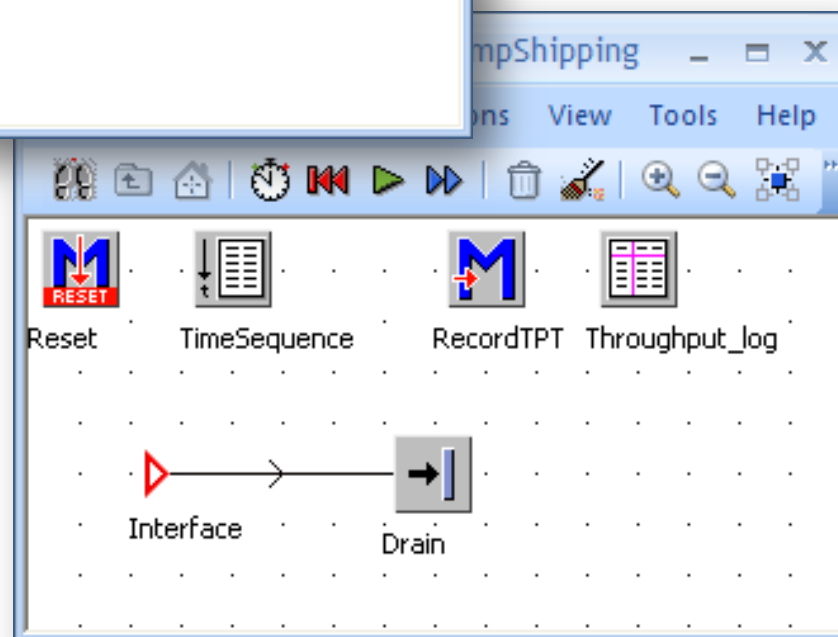 mpShipping
ons View Tools Help
RESET
t
Reset TimeSequence RecordTPT Throughput_log
Interface
Drain